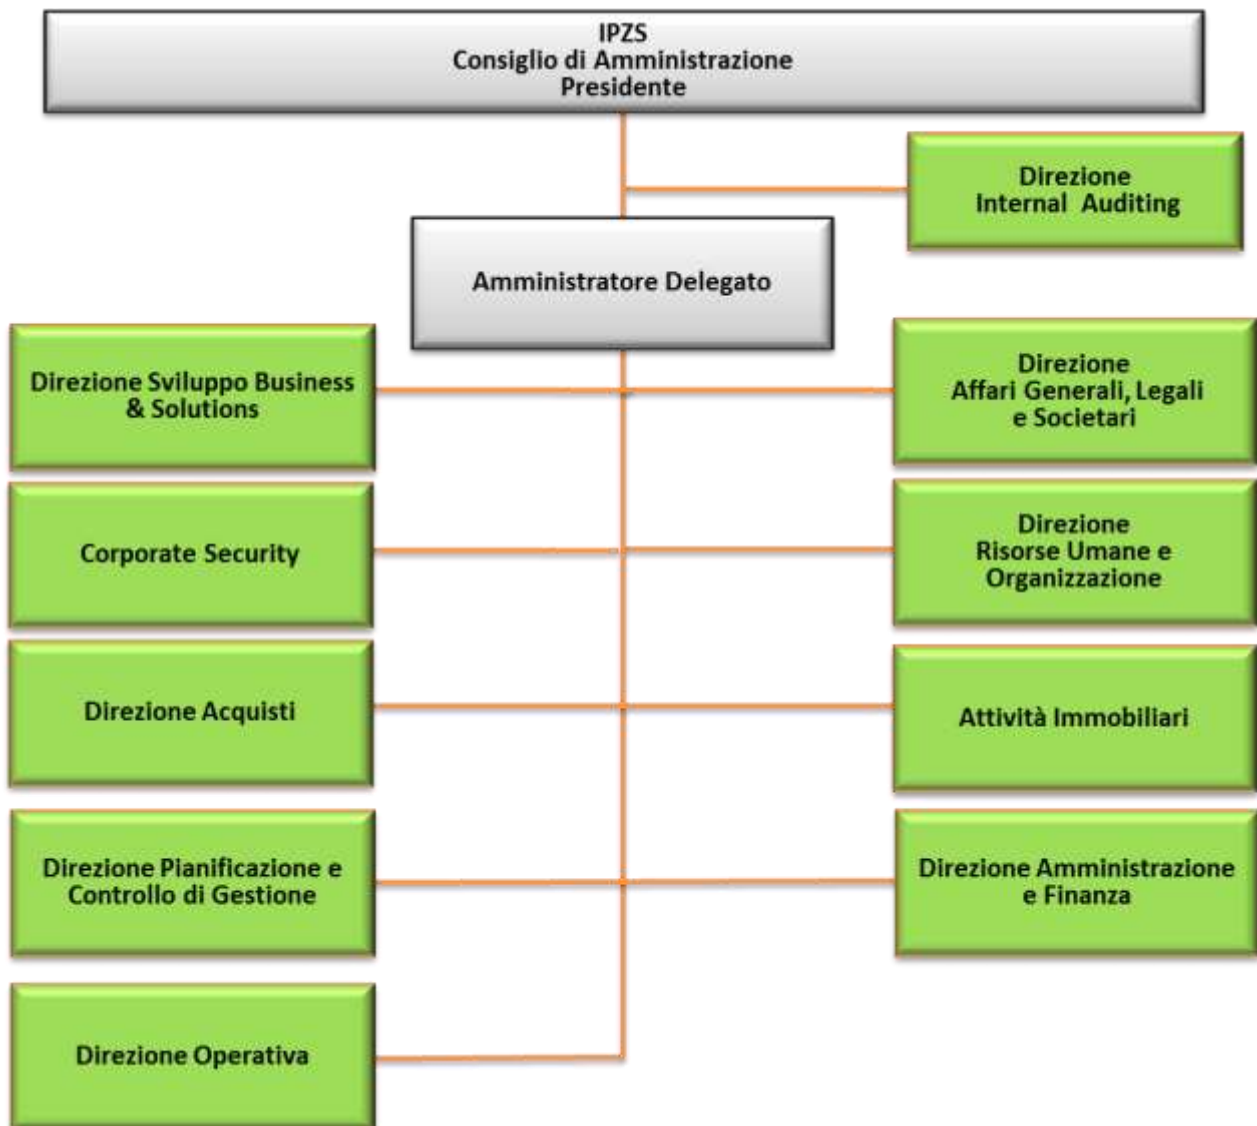 IPZS
Consiglio di Amministrazione
Presidente
Direzione
Internal Auditing
Amministratore Delegato
Direzione Sviluppo Business
& Solutions
Direzione
Affari Generali, Legali
e Societari
Corporate Security
Direzione
Risorse Umane e
Organizzazione
Direzione Acquisti
Attività Immobiliari
Direzione Pianificazione e
Controllo di Gestione
Direzione Amministrazione
e Finanza
Direzione Operativa